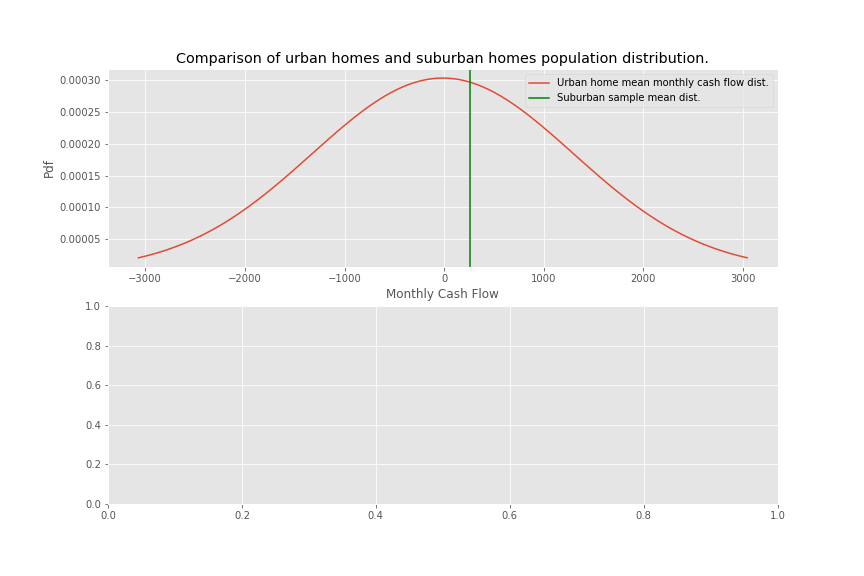 Comparison of urban homes and suburban homes population distribution.
Urban home mean monthly cash flow dist.
Suburban sample mean dist.
Pdf
0.00030
0.00025
0.00020
0.00015
0.00010
0.00005
−3000 −2000 −1000 0 1000 2000 3000
Monthly Cash Flow
1.0
0.8
0.6
0.4
0.2
0.0
0.0 0.2 0.4 0.6 0.8 1.0